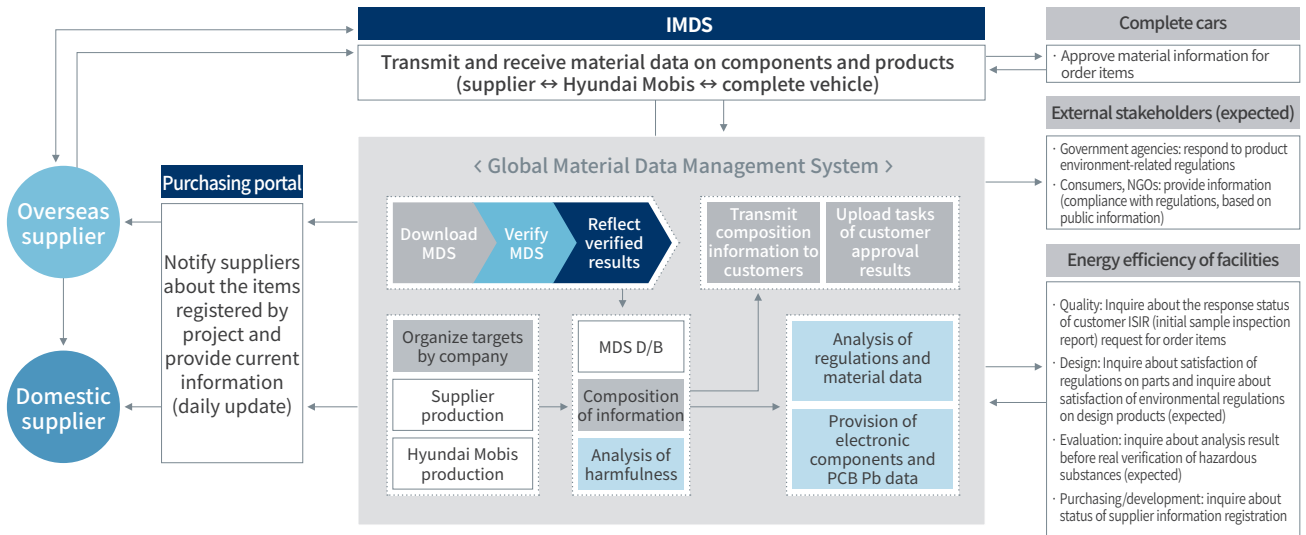 IMDS
Transmit and receive material data on components and products
(supplier ↔ Hyundai Mobis ↔ complete vehicle)
Complete cars
· Approve material information for
order items
External stakeholders (expected)
· Government agencies: respond to product
environment-related regulations
· Consumers, NGOs: provide information
(compliance with regulations, based on
public information)
Energy efficiency of facilities
· Quality: Inquire about the response status
of customer ISIR (initial sample inspection
report) request for order items
· Design: Inquire about satisfaction of
regulations on parts and inquire about
satisfaction of environmental regulations
on design products (expected)
· Evaluation: inquire about analysis result
before real verification of hazardous
substances (expected)
· Purchasing/development: inquire about
status of supplier information registration
Overseas
supplier
Domestic
supplier
Purchasing portal
Notify suppliers
about the items
registered by
project and
provide current
information
(daily update)
< Global Material Data Management System >
Download
MDS
Verify
MDS
Reflect
verified
results
Transmit
composition
information to
customers
Upload tasks
of customer
approval
results
Organize targets
by company
Supplier
production
Hyundai Mobis
production
MDS D/B
Composition
of information
Analysis of
harmfulness
Analysis of
regulations and
material data
Provision of
electronic
components and
PCB Pb data